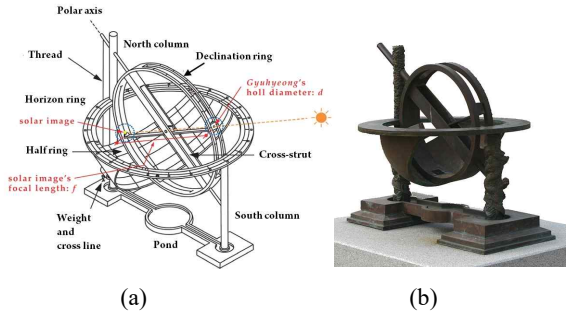 Polar axis
North column
Thread
Declination ring
Horizon ring
Gyuhyeong's
holl diameter: d
solar image
Half ring
Cross-strut
solar image's
focal length: f
Weight
and
cross line
Pond
South column
(a)
(b)